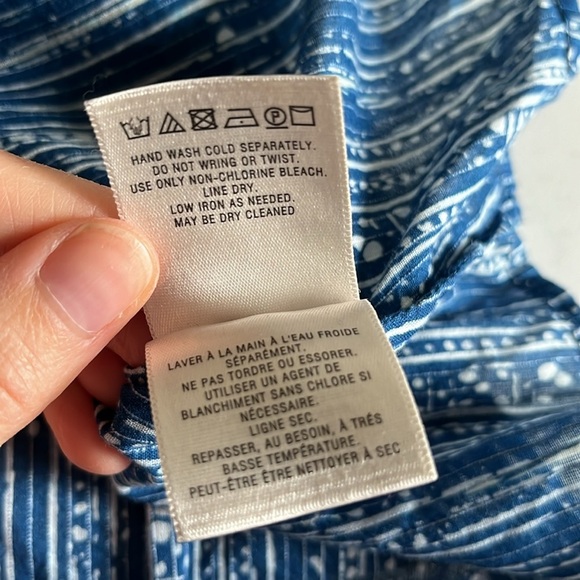 HAND WASH COLD SEPARATELY.
DO NOT WRING OR TWIST.
USE ONLY NON-CHLORINE BLEACH.
LINE DRY.
LOW IRON AS NEEDED.
MAY BE DRY CLEANED
LAVER À LA MAIN À L'EAU FROIDE
SÉPARÉMENT.
NE PAS TORDRE OU ESSORER.
UTILISER UN AGENT DE
BLANCHIMENT SANS CHLORE SI
NÉCESSAIRE.
LIGNE SEC.
REPASSER, AU BESOIN, À TRÉS
BASSE TEMPÉRATURE.
PEUT-ÊTRE ÊTRE NETTOYER À SEC